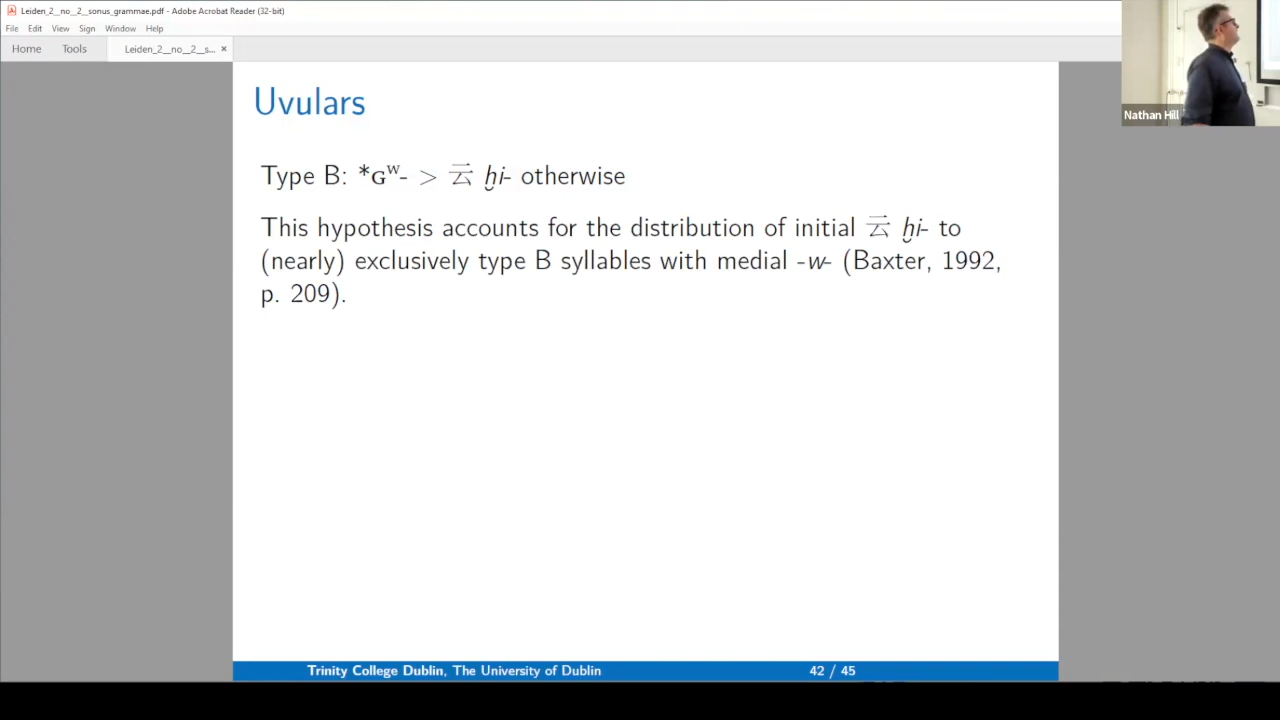 Leiden_2__no__2__sonus_grammae.pdf - Adobe Acrobat Reader (32-bit)
File Edit View Sign Window Help
Home Tools Leiden_2__no__2__s... ×
Nathan Hill
Uvulars
Type B: *ɢʷ- > 云 ḫi- otherwise
This hypothesis accounts for the distribution of initial 云 ḫi- to
(nearly) exclusively type B syllables with medial -w- (Baxter, 1992,
p. 209).
Trinity College Dublin, The University of Dublin 42 / 45